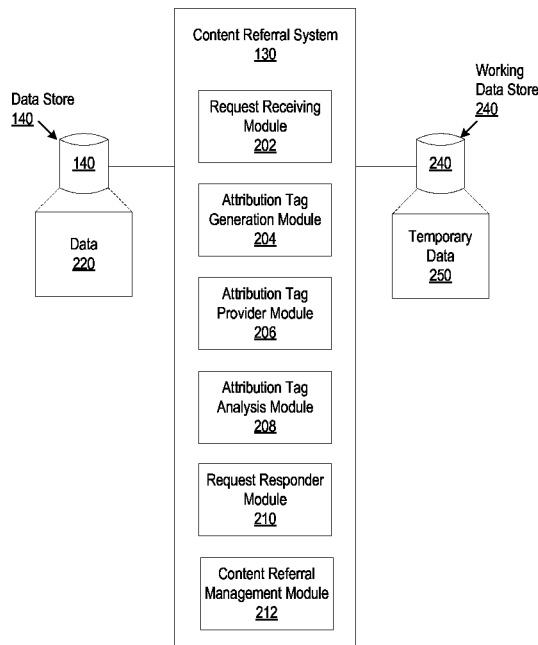 Content Referral System
130
Data Store
140
140
Data
220
Request Receiving
Module
202
Attribution Tag
Generation Module
204
Attribution Tag
Provider Module
206
Attribution Tag
Analysis Module
208
Request Responder
Module
210
Content Referral
Management Module
212
Working
Data Store
240
240
Temporary
Data
250